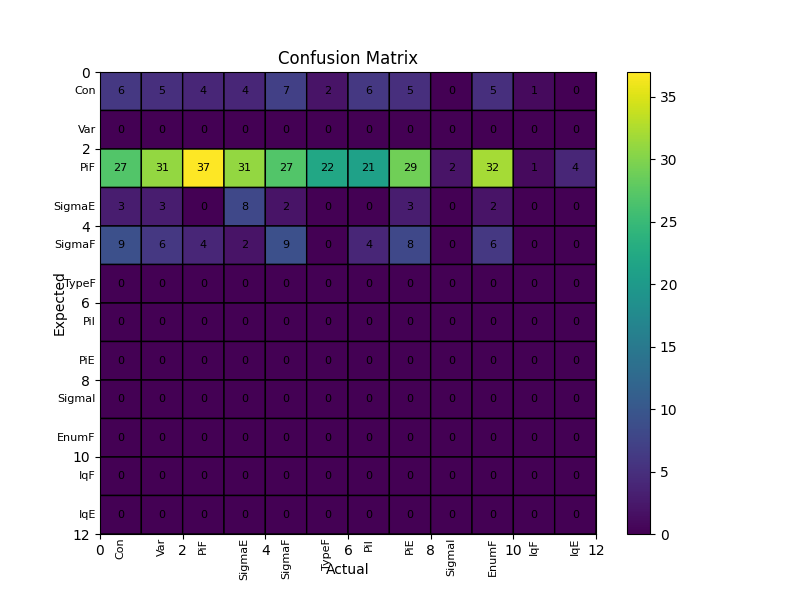 Confusion Matrix
0
Con 6 5 4 4 7 2 6 5 0 5 1 0
Var 0 0 0 0 0 0 0 0 0 0 0 0
2
PiF 27 31 37 31 27 22 21 29 2 32 1 4
SigmaE 3 3 0 8 2 0 0 3 0 2 0 0
4
SigmaF 9 6 4 2 9 0 4 8 0 6 0 0
TypeF 0 0 0 0 0 0 0 0 0 0 0 0
Expected
6
PiI 0 0 0 0 0 0 0 0 0 0 0 0
PiE 0 0 0 0 0 0 0 0 0 0 0 0
8
SigmaI 0 0 0 0 0 0 0 0 0 0 0 0
EnumF 0 0 0 0 0 0 0 0 0 0 0 0
10
IqF 0 0 0 0 0 0 0 0 0 0 0 0
IqE 0 0 0 0 0 0 0 0 0 0 0 0
12
0 2 4 6 8 10 12
Con Var PiF SigmaE SigmaF TypeF PiI PiE SigmaI EnumF IqF IqE
Actual
35
30
25
20
15
10
5
0